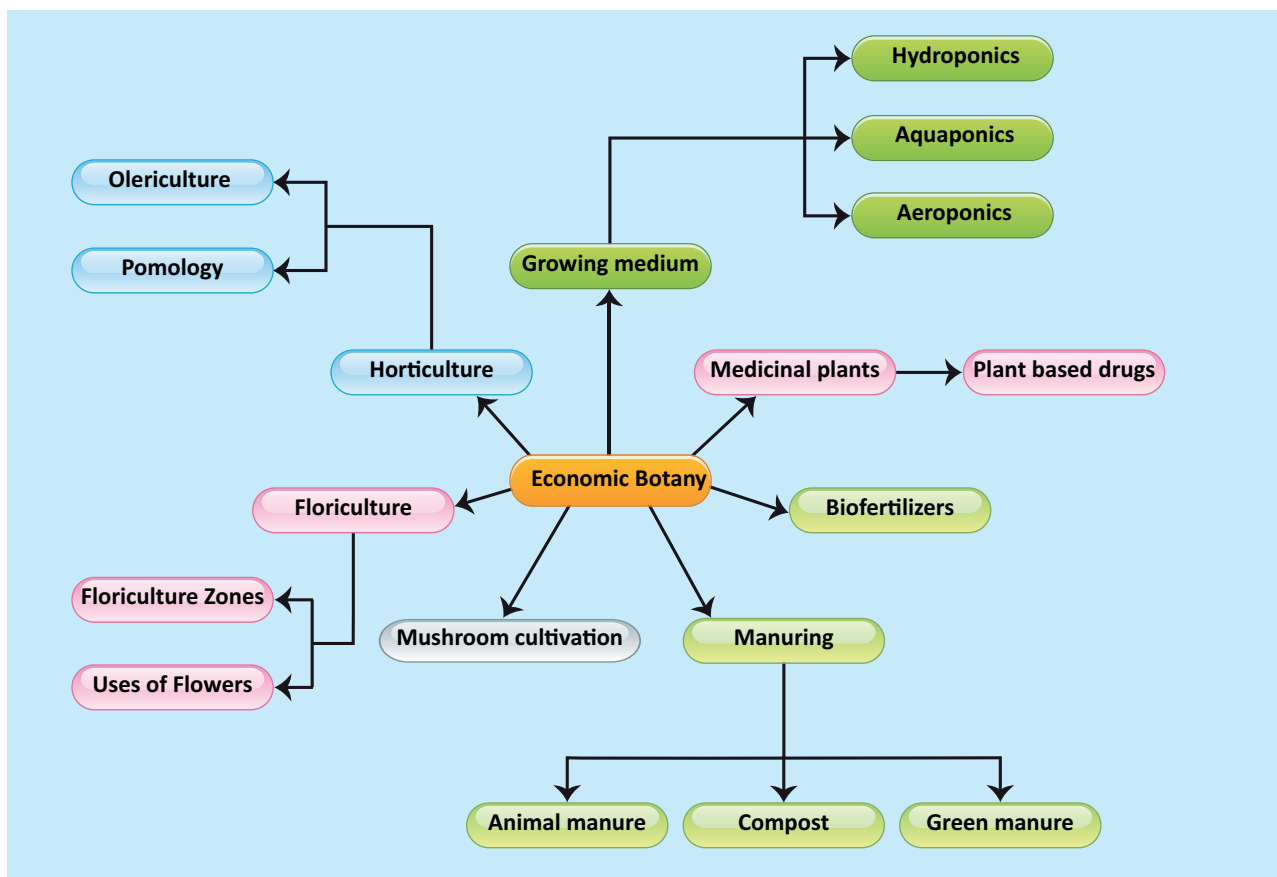 Hydroponics
Aquaponics
Aeroponics
Olericulture
Pomology
Growing medium
Horticulture
Medicinal plants
Plant based drugs
Economic Botany
Floriculture
Biofertilizers
Floriculture Zones
Uses of Flowers
Mushroom cultivation
Manuring
Animal manure
Compost
Green manure